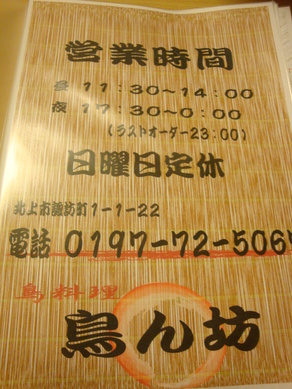 営業時間
昼 11:30～14:00
夜 17:30～0:00
(ラストオーダー23:00)
日曜日定休
北上市諏訪町1-1-22
電話 0197-72-5065
鳥料理
鳥ん坊